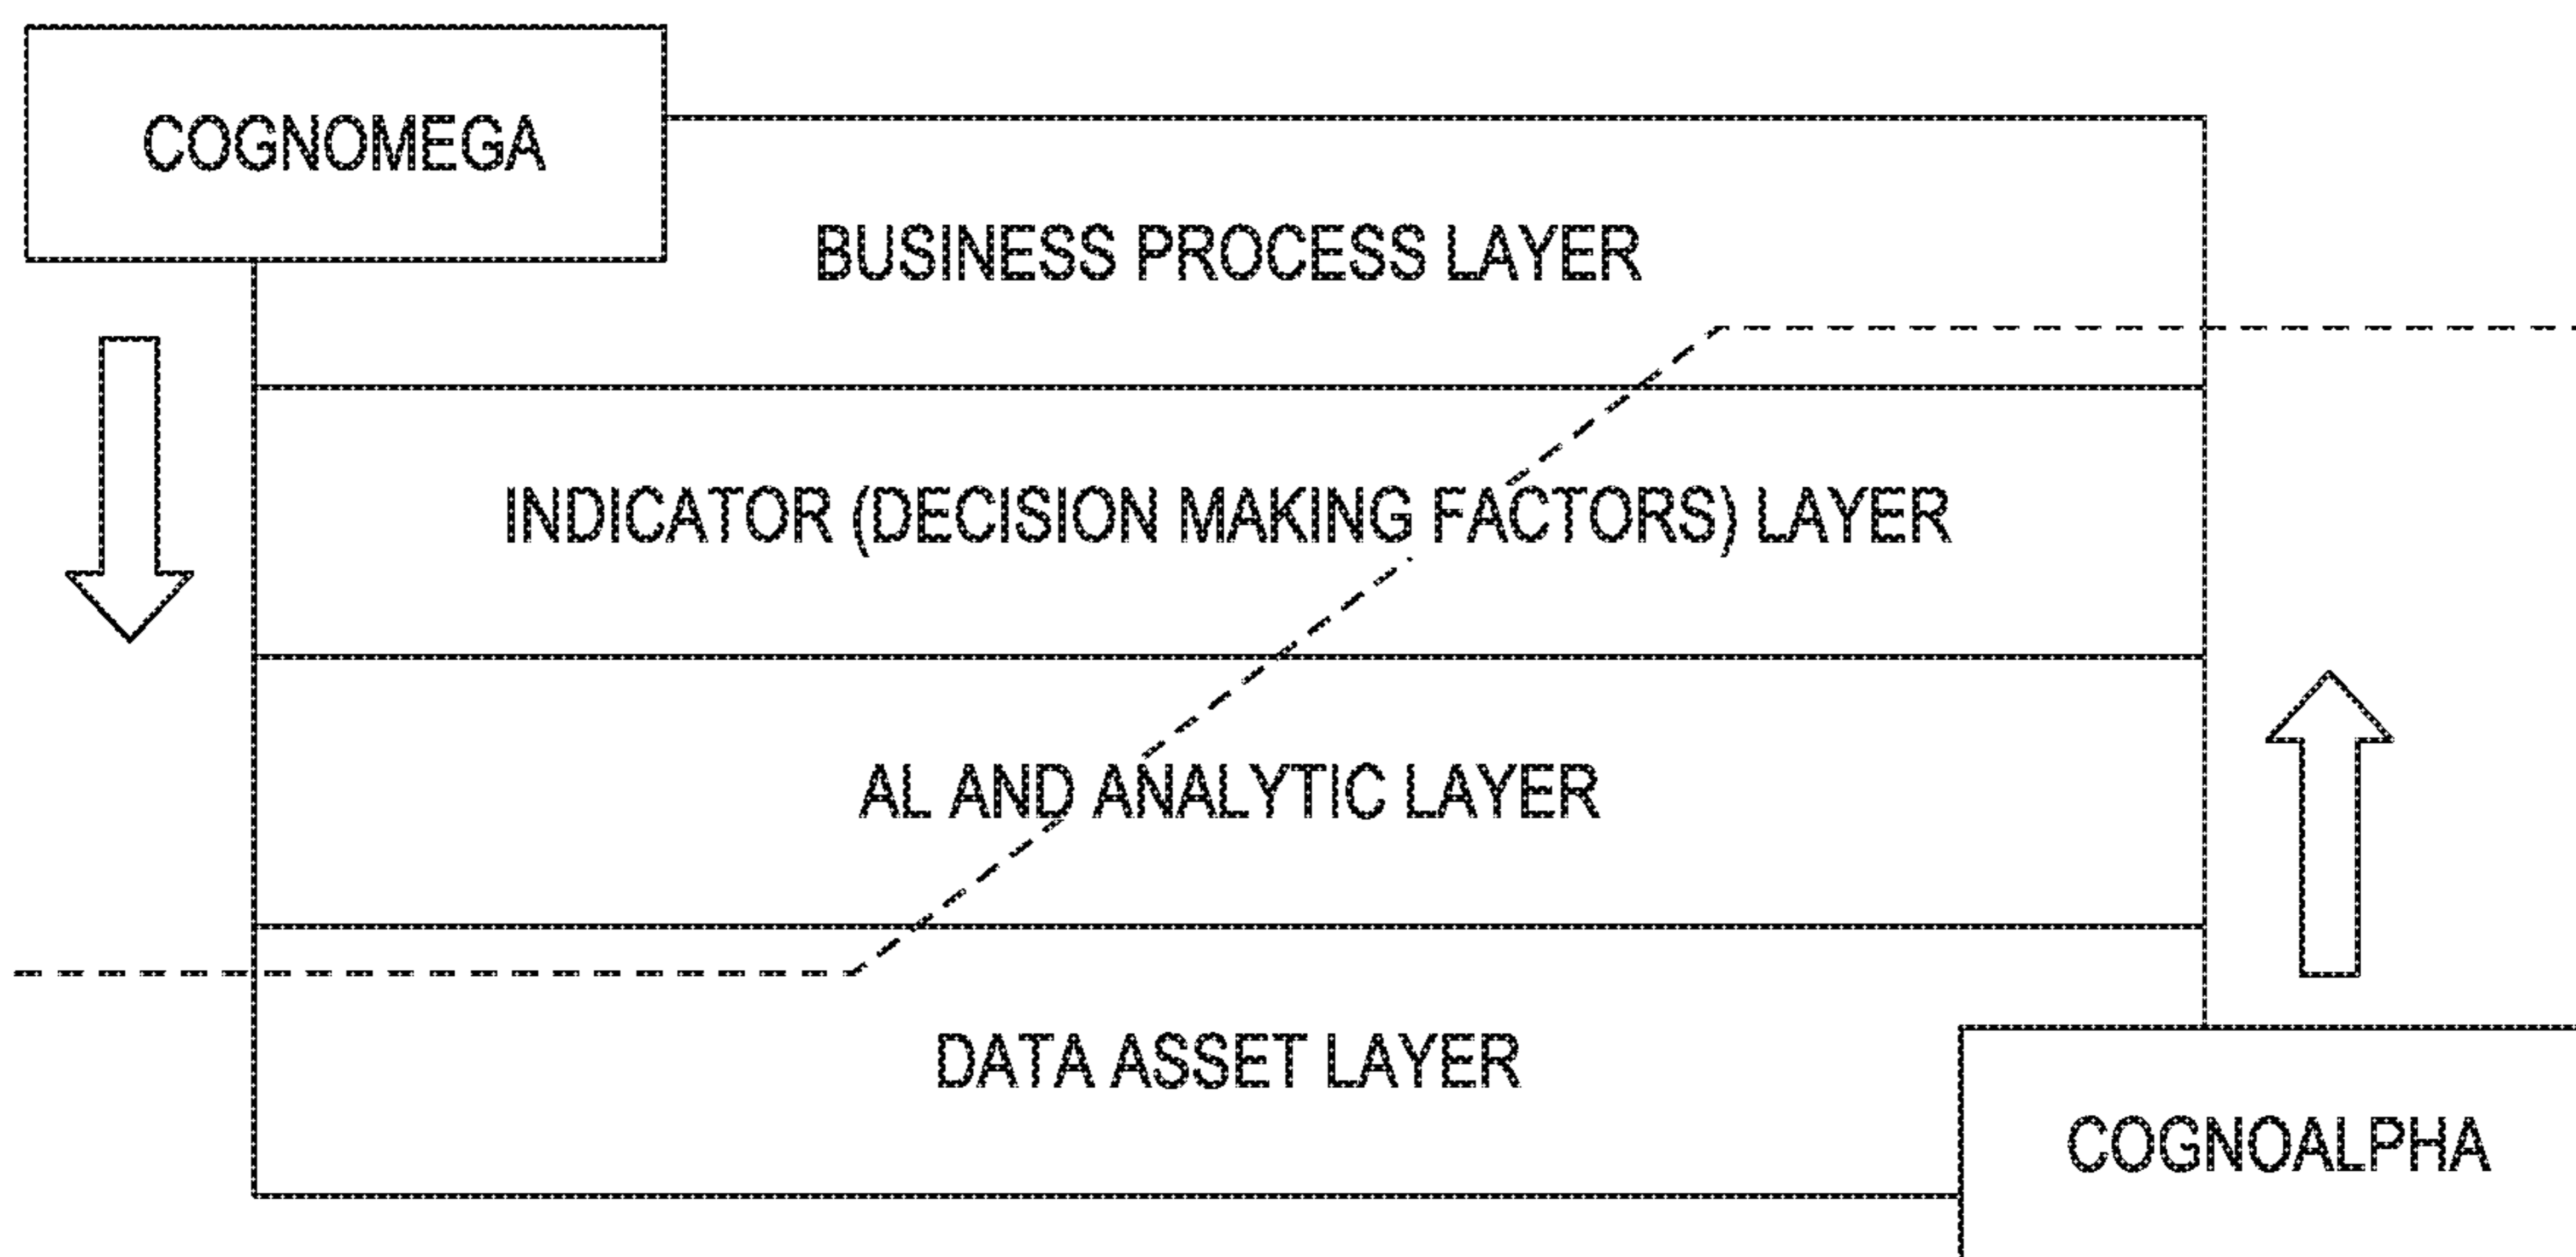 COGNOMEGA
BUSINESS PROCESS LAYER
INDICATOR (DECISION MAKING FACTORS) LAYER
AL AND ANALYTIC LAYER
DATA ASSET LAYER
COGNOALPHA